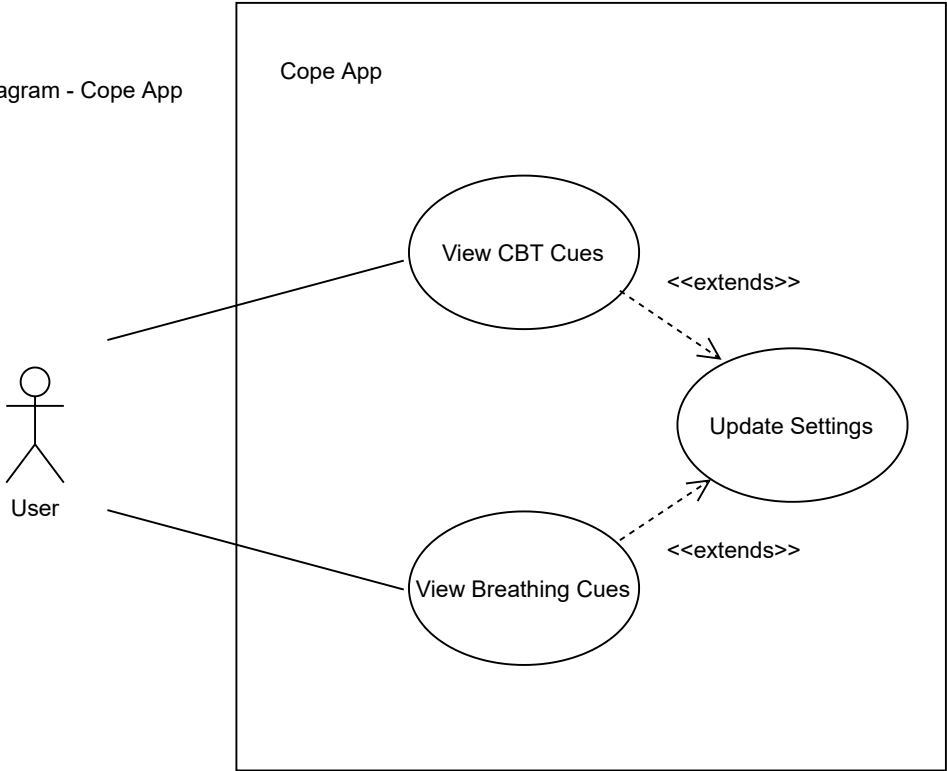 Cope App
agram - Cope App
View CBT Cues
<<extends>>
Update Settings
User
<<extends>>
View Breathing Cues